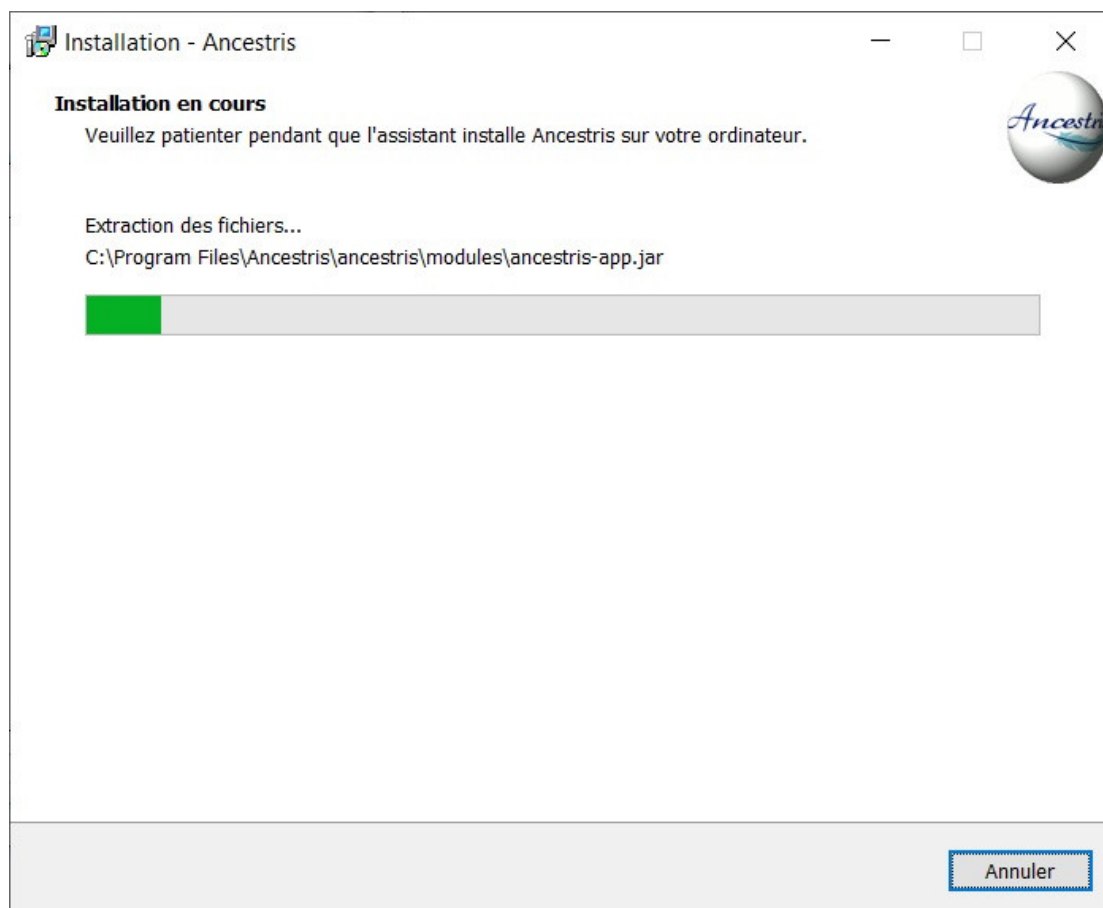 Installation - Ancestris
Installation en cours
Veuillez patienter pendant que l'assistant installe Ancestris sur votre ordinateur.
Extraction des fichiers...
C:\Program Files\Ancestris\ancestris\modules\ancestris-app.jar
Annuler